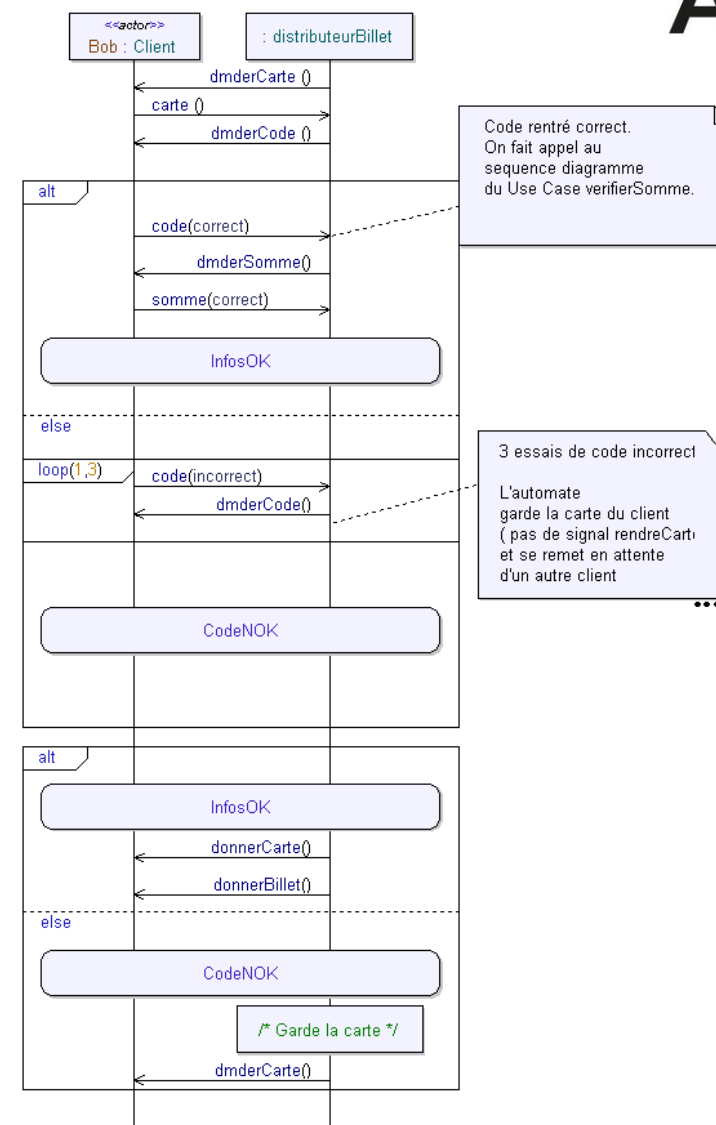 <<actor>>
Bob : Client
: distributeurBillet
dmderCarte ()
carte ()
dmderCode ()
Code rentré correct.
On fait appel au
sequence diagramme
du Use Case verifierSomme.
alt
code(correct)
dmderSomme()
somme(correct)
InfosOK
else
loop(1,3)
code(incorrect)
dmderCode()
3 essais de code incorrect
L'automate
garde la carte du client
( pas de signal rendreCart
et se remet en attente
d'un autre client
CodeNOK
alt
InfosOK
donnerCarte()
donnerBillet()
else
CodeNOK
/* Garde la carte */
dmderCarte()